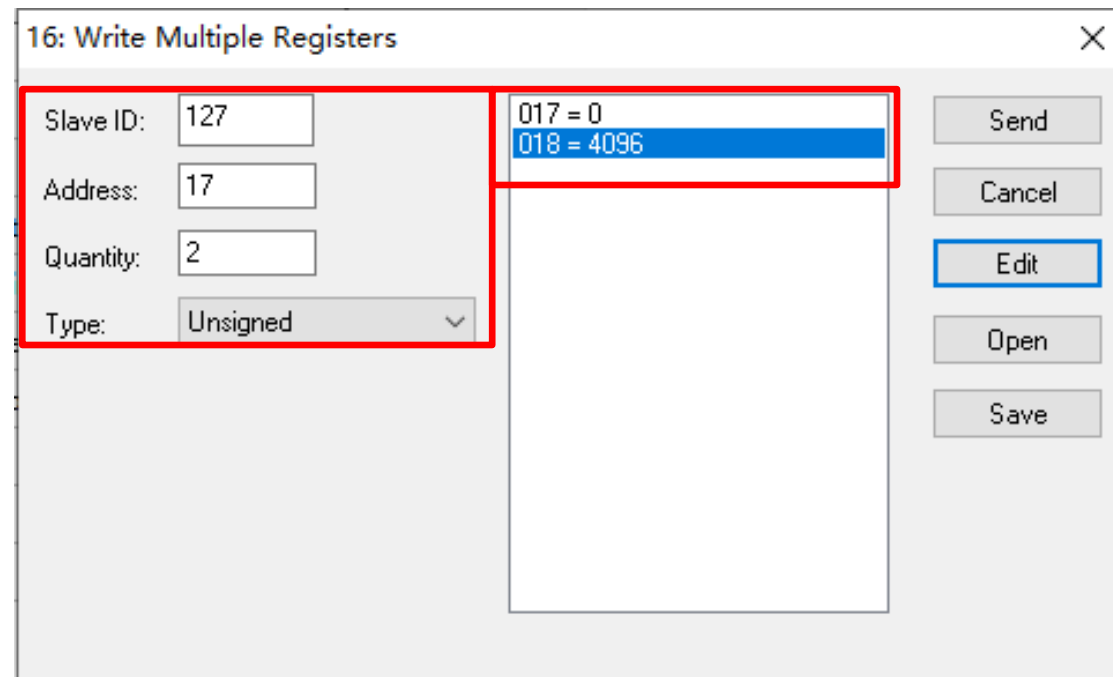 16: Write Multiple Registers
Slave ID: 127
Address: 17
Quantity: 2
Type: Unsigned
017 = 0
018 = 4096
Send
Cancel
Edit
Open
Save